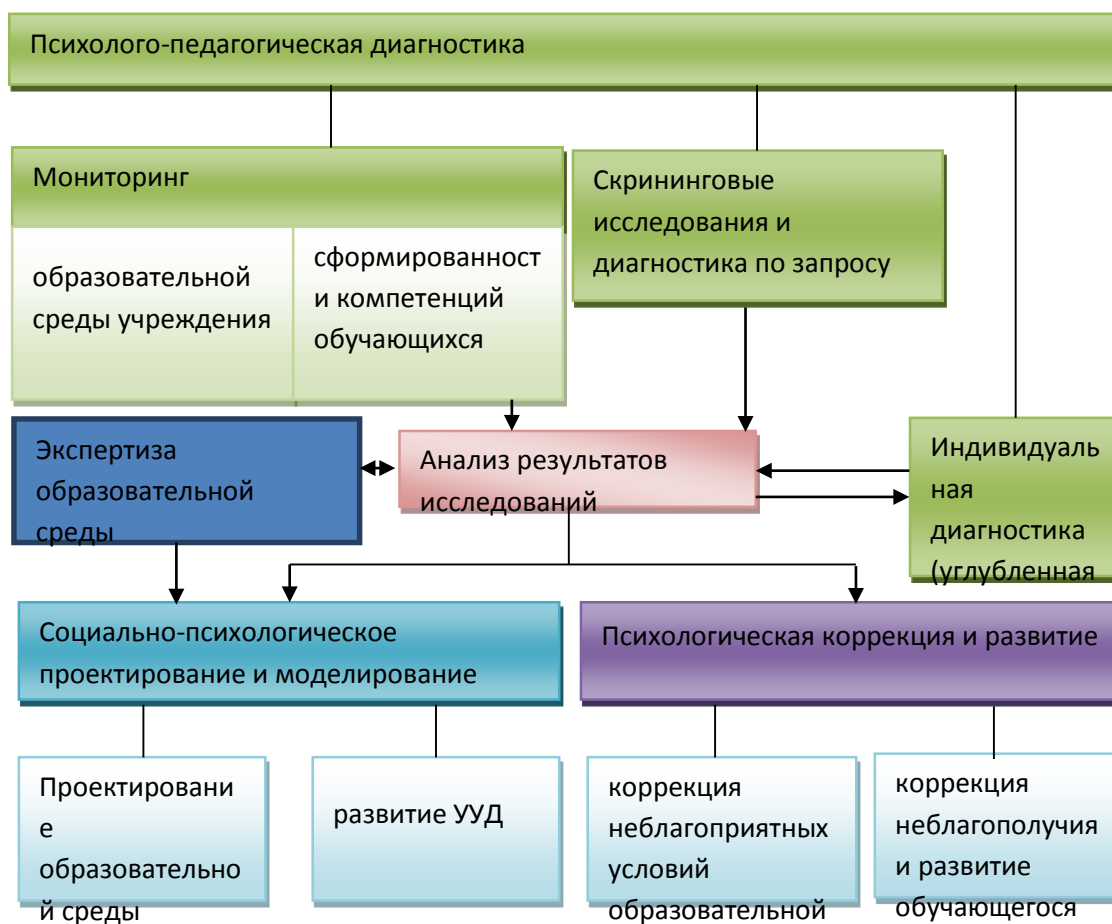 Психолого-педагогическая диагностика
Мониторинг
образовательной
среды учреждения
сформированност
и компетенций
обучающихся
Скрининговые
исследования и
диагностика по запросу
Экспертиза
образовательной
среды
Анализ результатов
исследований
Индивидуаль
ная
диагностика
(углубленная
Социально-психологическое
проектирование и моделирование
Психологическая коррекция и развитие
Проектировани
е
образовательно
й среды
развитие УУД
коррекция
неблагоприятных
условий
образовательной
коррекция
неблагополучия
и развитие
обучающегося